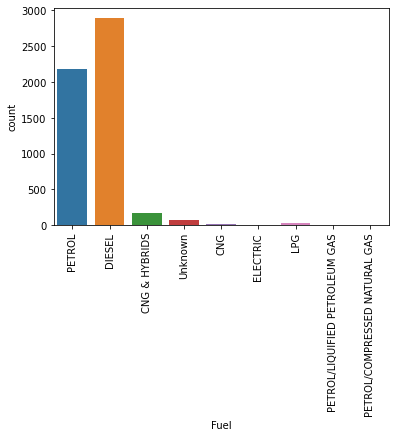 3000
2500
2000
1500
1000
500
0
count
PETROL
DIESEL
CNG & HYBRIDS
Unknown
CNG
ELECTRIC
LPG
PETROL/LIQUIFIED PETROLEUM GAS
PETROL/COMPRESSED NATURAL GAS
Fuel